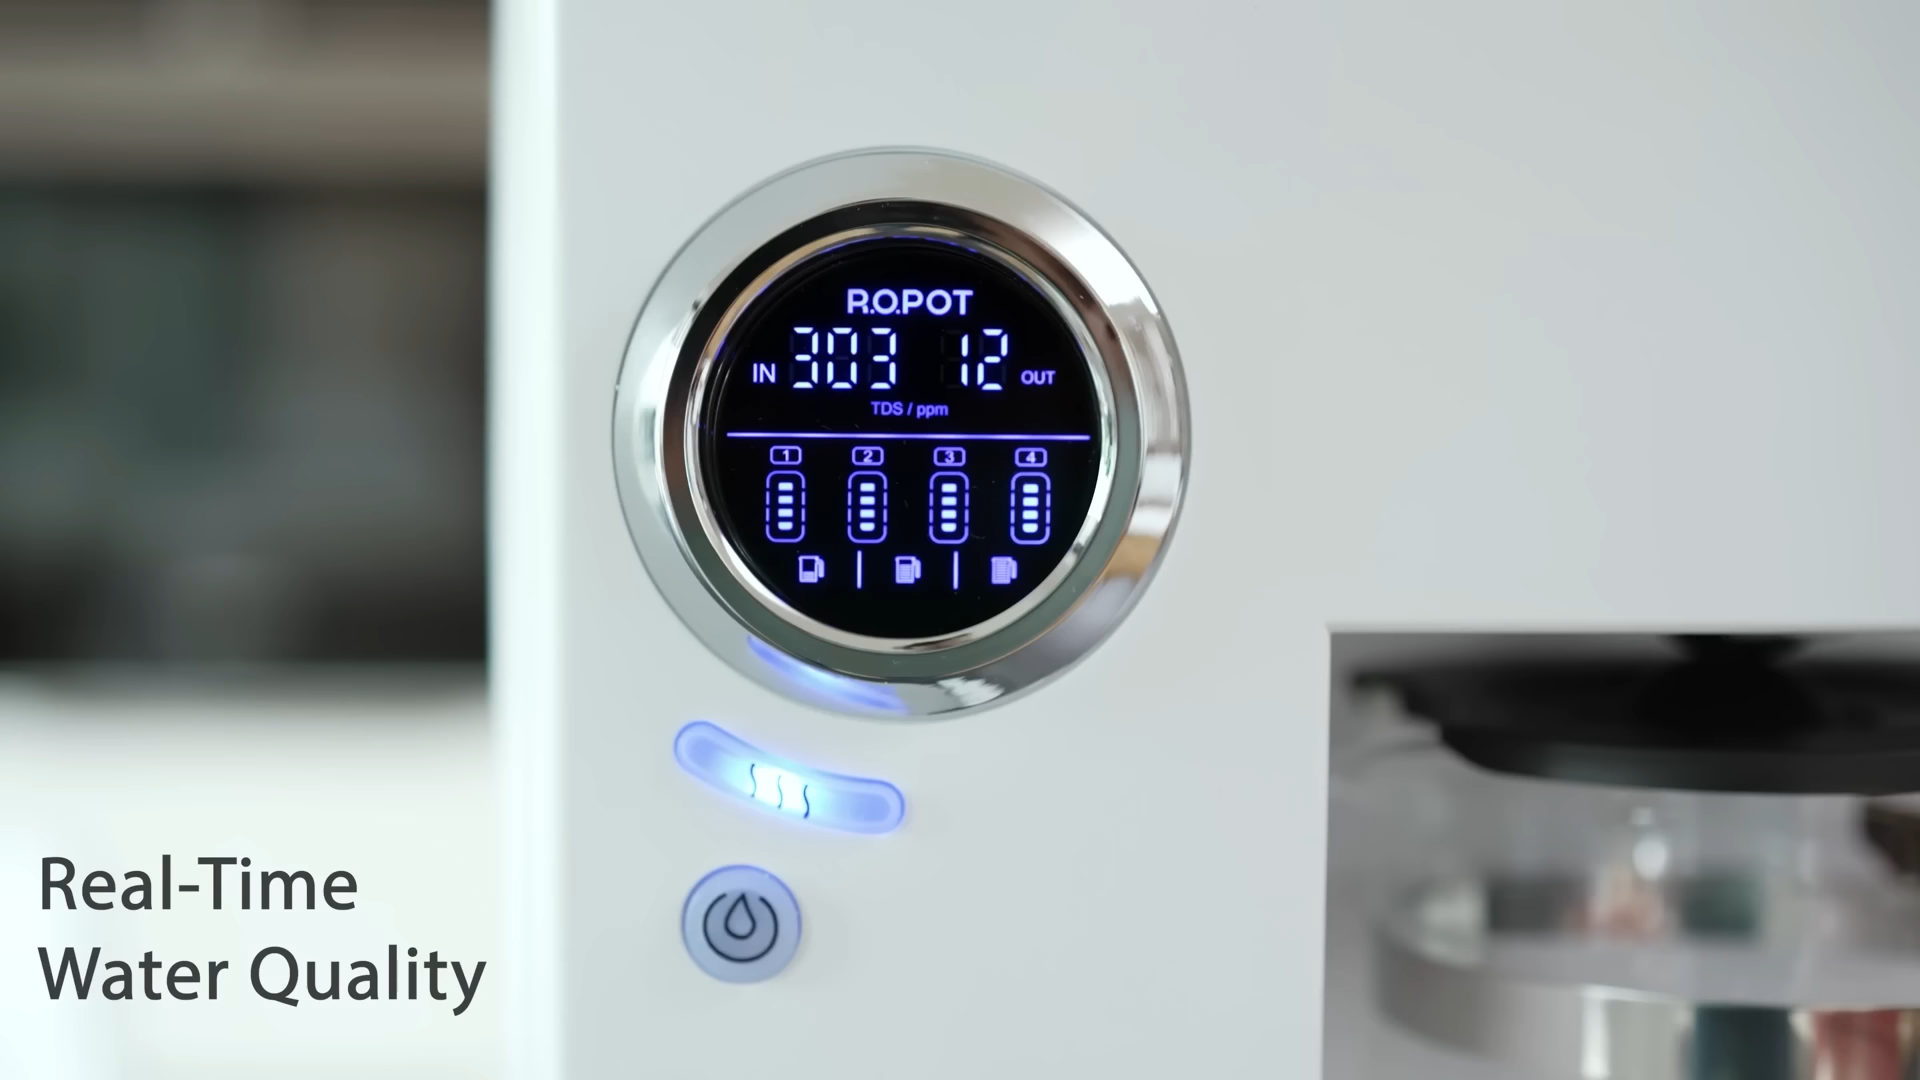 R.O.POT
IN 303 12 OUT
TDS / ppm
1 2 3 4
Real-Time
Water Quality